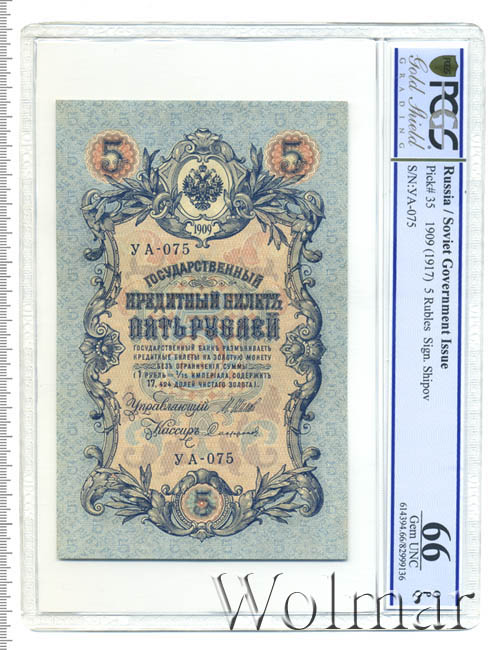 5
5
1909
УА-075
ГОСУДАРСТВЕННЫЙ
КРЕДИТНЫЙ БИЛЕТЪ
ПЯТЬ РУБЛЕЙ
ГОСУДАРСТВЕННЫЙ БАНКЪ РАЗМѢНИВАЕТЪ
КРЕДИТНЫЕ БИЛЕТЫ НА ЗОЛОТУЮ МОНЕТУ
БЕЗЪ ОГРАНИЧЕНІЯ СУММЫ
(1 РУБЛЬ = 1/15 ИМПЕРІАЛА, СОДЕРЖИТЪ
17,424 ДОЛЕЙ ЧИСТАГО ЗОЛОТА).
Управляющій
Кассиръ
УА-075
5
PCGS
Gold Shield
GRADING
Russia / Soviet Government Issue
Pick# 35 1909 (1917) 5 Rubles Sign. Shipov
S/N:УА-075
66
Gem UNC
614394.66/82999136
Wolmar